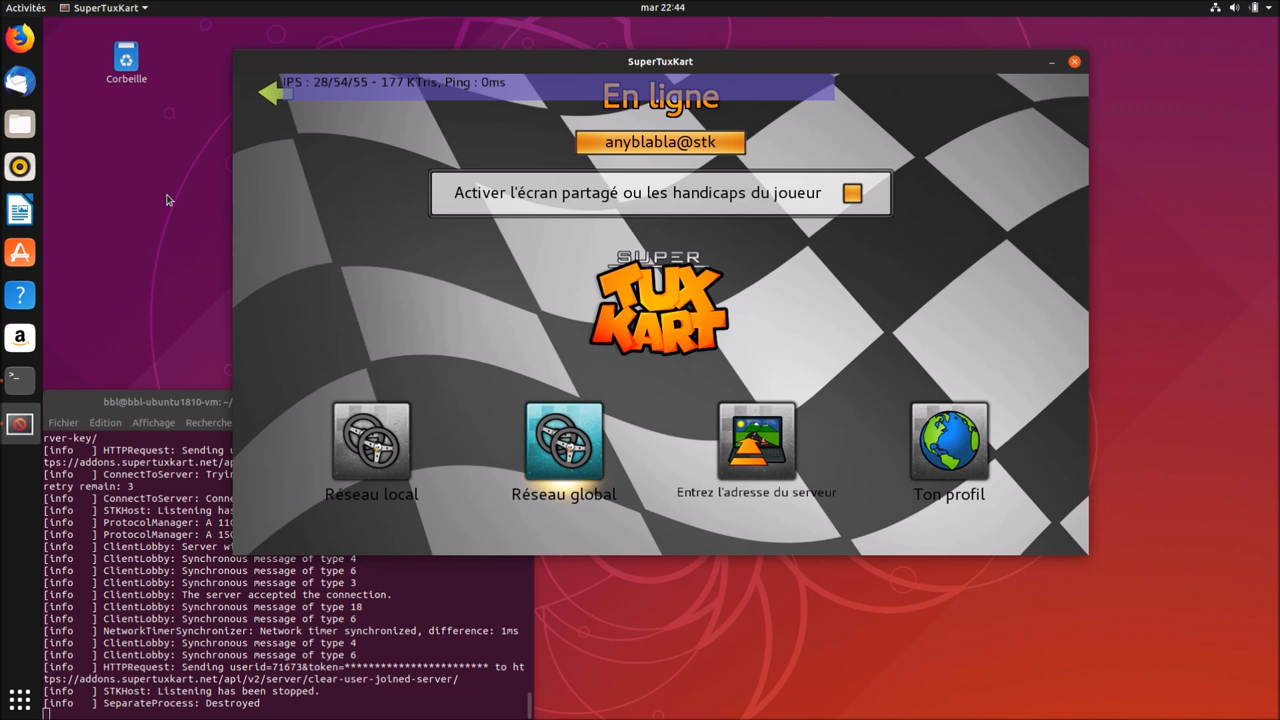 Activités
SuperTuxKart
mar 22:44
Corbeille
SuperTuxKart
IPS : 28/54/55 - 177 KTris, Ping : 0ms
En ligne
anyblabla@stk
Activer l'écran partagé ou les handicaps du joueur
SUPER
TUX
KART
Réseau local
Réseau global
Entrez l'adresse du serveur
Ton profil
bbl@bbl-ubuntu1810-vm: ~/
Fichier Édition Affichage Recherche
rver-key/
[info ] HTTPRequest: Sending
tps://addons.supertuxkart.net/ap
[info ] ConnectToServer: Tryi
retry remain: 3
[info ] ConnectToServer: Conne
[info ] STKHost: Listening has
[info ] ProtocolManager: A 110
[info ] ProtocolManager: A 150
[info ] ClientLobby: Server wi
[info ] ClientLobby: Synchronous message of type 4
[info ] ClientLobby: Synchronous message of type 6
[info ] ClientLobby: Synchronous message of type 3
[info ] ClientLobby: The server accepted the connection.
[info ] ClientLobby: Synchronous message of type 18
[info ] ClientLobby: Synchronous message of type 6
[info ] NetworkTimerSynchronizer: Network timer synchronized, difference: 1ms
[info ] ClientLobby: Synchronous message of type 4
[info ] ClientLobby: Synchronous message of type 6
[info ] HTTPRequest: Sending userid=71673&token=************************ to ht
tps://addons.supertuxkart.net/api/v2/server/clear-user-joined-server/
[info ] STKHost: Listening has been stopped.
[info ] SeparateProcess: Destroyed